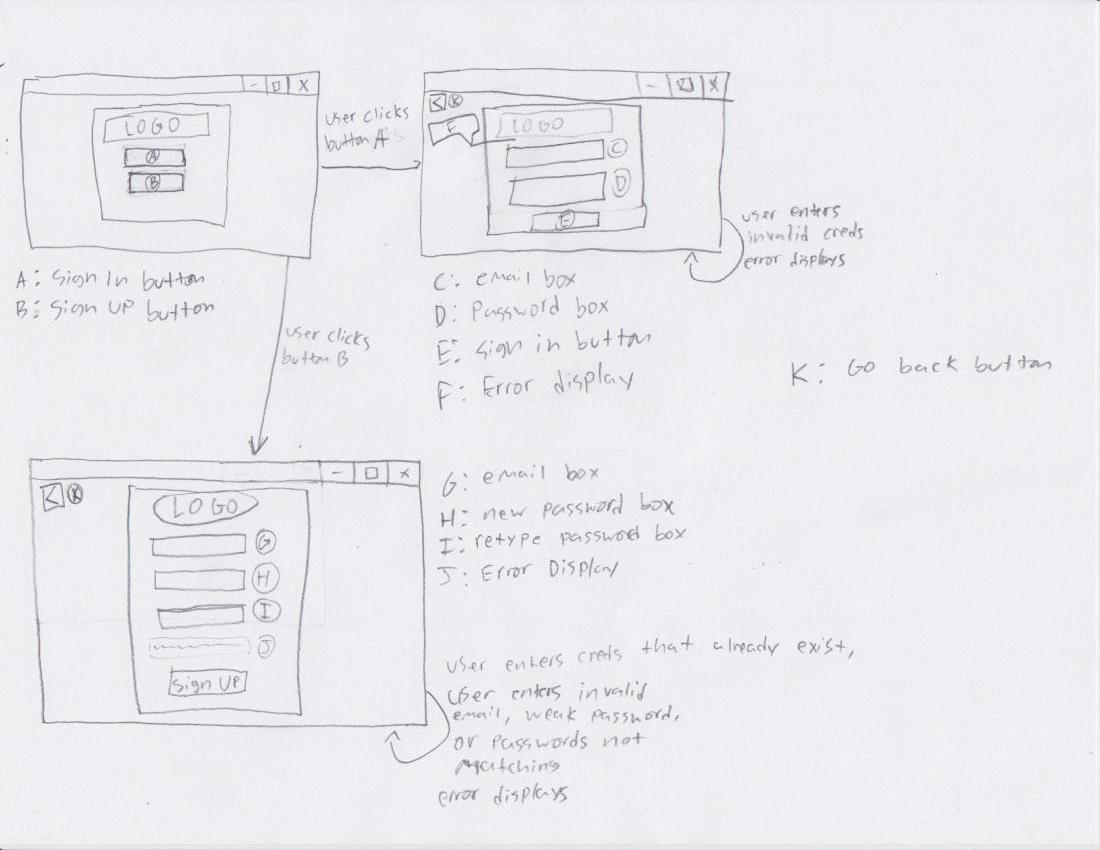 - □ X
LOGO
A
B
user clicks
button A
- □ X
< K
F
LOGO
C
D
E
user enters
invalid creds
error displays
A: Sign In button
B: Sign UP button
C: email box
D: Password box
E: sign in button
F: Error display
user clicks
button B
K: Go back button
- □ X
< K
LOGO
G
H
I
J
Sign UP
G: email box
H: new password box
I: retype password box
J: Error Display
user enters creds that already exist,
user enters invalid
email, weak password,
or passwords not
matching
error displays